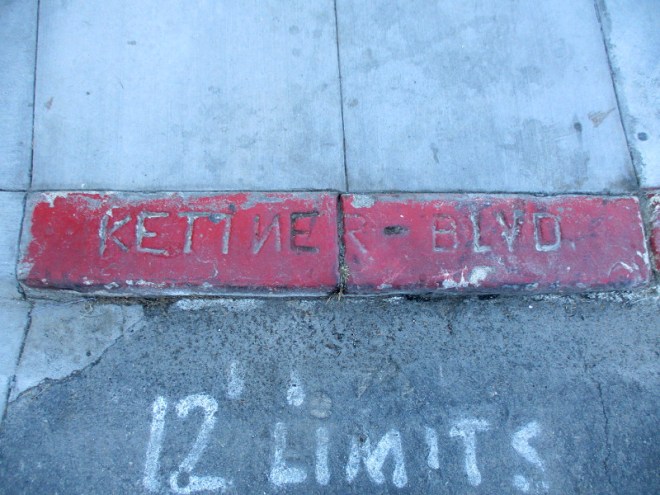 KETTNER - BLVD.
12" LIMITS